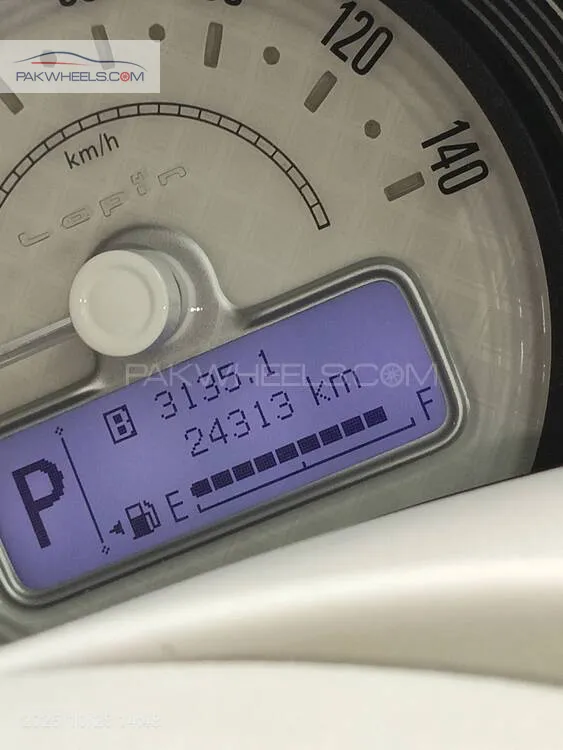 120
PAKWHEELS.COM
140
km/h
Lapin
PAKWHEELS.COM
B 3135.1
24313 km
P
E F